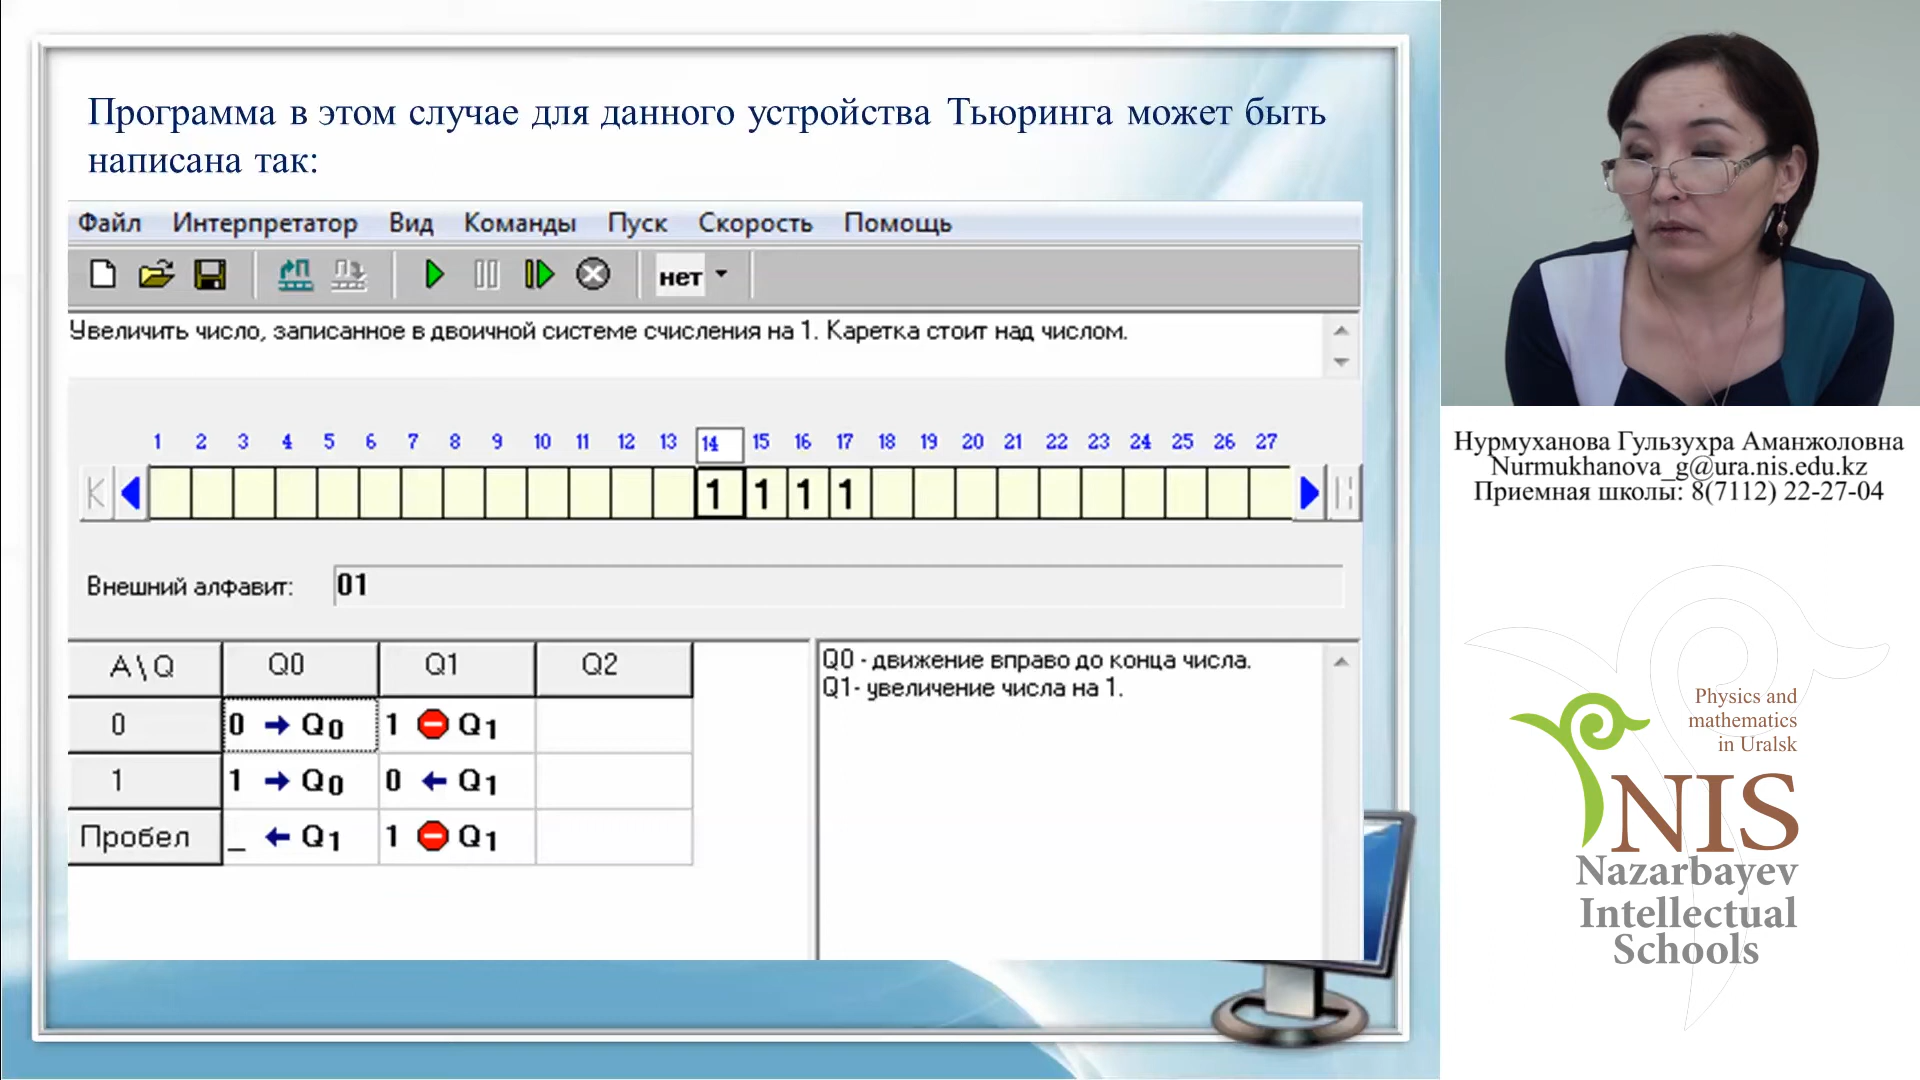 Программа в этом случае для данного устройства Тьюринга может быть
написана так:
Файл Интерпретатор Вид Команды Пуск Скорость Помощь
нет
Увеличить число, записанное в двоичной системе счисления на 1. Каретка стоит над числом.
1 2 3 4 5 6 7 8 9 10 11 12 13 14 15 16 17 18 19 20 21 22 23 24 25 26 27
1 1 1 1
Внешний алфавит: 01
A\Q Q0 Q1 Q2
0 0 → Q0 1 Q1
1 1 → Q0 0 ← Q1
Пробел _ ← Q1 1 Q1
Q0 - движение вправо до конца числа.
Q1- увеличение числа на 1.
Нурмуханова Гульзухра Аманжоловна
Nurmukhanova_g@ura.nis.edu.kz
Приемная школы: 8(7112) 22-27-04
Physics and
mathematics
in Uralsk
NIS
Nazarbayev
Intellectual
Schools